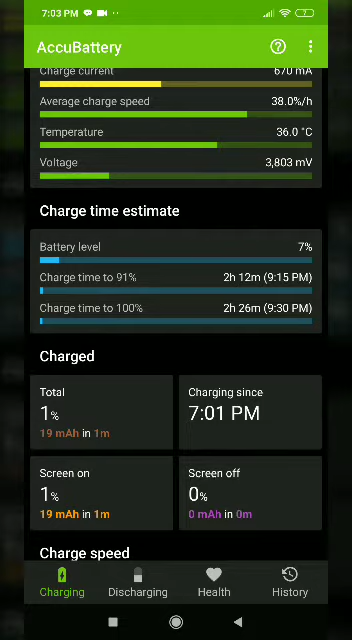 7:03 PM
7
AccuBattery
Charge current 670 mA
Average charge speed 38.0%/h
Temperature 36.0 °C
Voltage 3,803 mV
Charge time estimate
Battery level 7%
Charge time to 91% 2h 12m (9:15 PM)
Charge time to 100% 2h 26m (9:30 PM)
Charged
Total
1%
19 mAh in 1m
Charging since
7:01 PM
Screen on
1%
19 mAh in 1m
Screen off
0%
0 mAh in 0m
Charge speed
Charging Discharging Health History